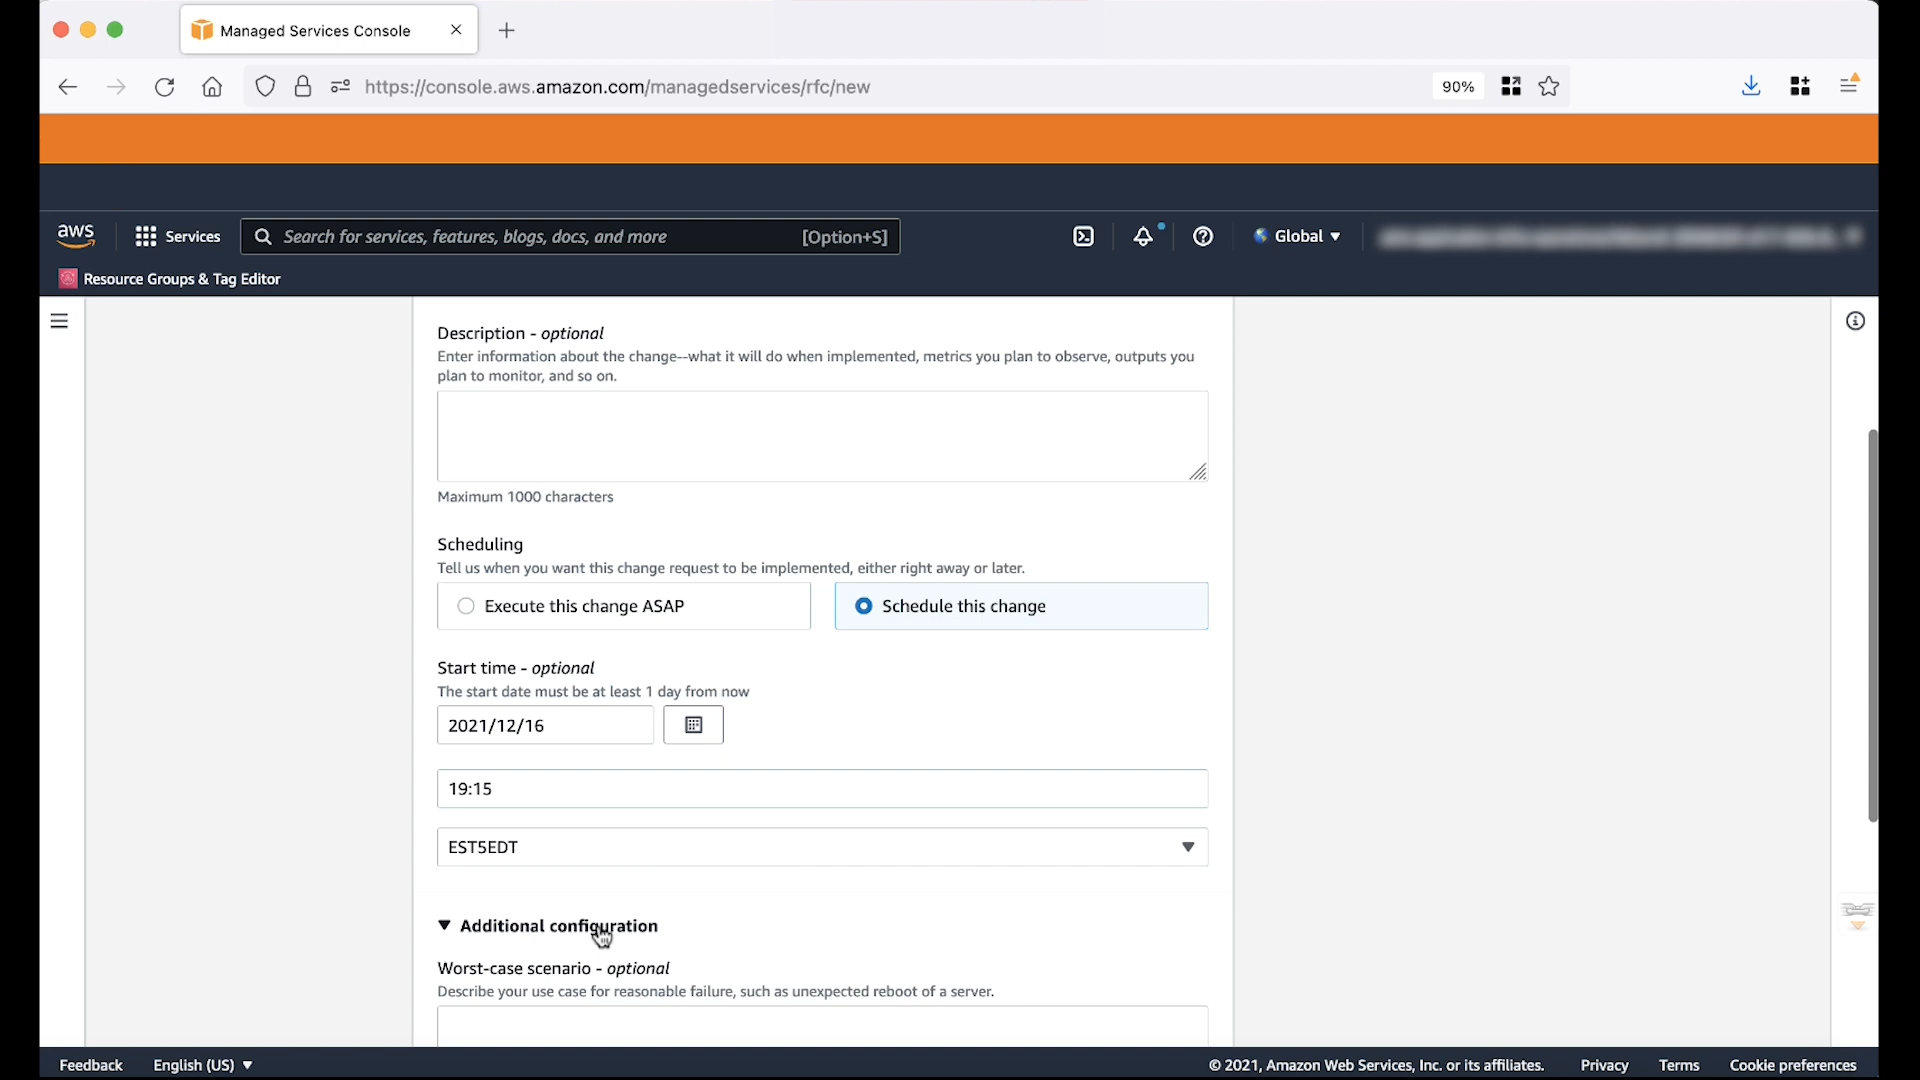 Managed Services Console
https://console.aws.amazon.com/managedservices/rfc/new
90%
aws
Services
Search for services, features, blogs, docs, and more
[Option+S]
Global
Resource Groups & Tag Editor
Description - optional
Enter information about the change--what it will do when implemented, metrics you plan to observe, outputs you
plan to monitor, and so on.
Maximum 1000 characters
Scheduling
Tell us when you want this change request to be implemented, either right away or later.
Execute this change ASAP
Schedule this change
Start time - optional
The start date must be at least 1 day from now
2021/12/16
19:15
EST5EDT
Additional configuration
Worst-case scenario - optional
Describe your use case for reasonable failure, such as unexpected reboot of a server.
Feedback
English (US)
© 2021, Amazon Web Services, Inc. or its affiliates.
Privacy
Terms
Cookie preferences